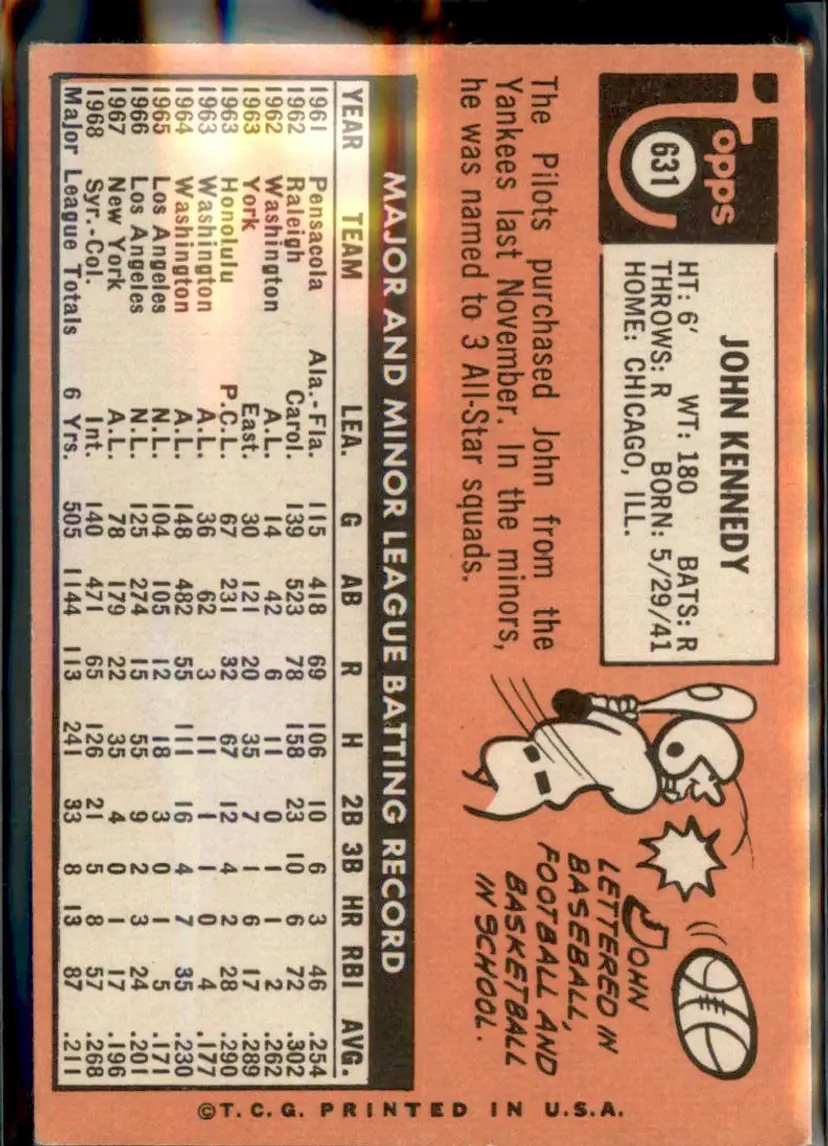 Topps
631
JOHN KENNEDY
HT: 6' WT: 180 BATS: R
THROWS: R BORN: 5/29/41
HOME: CHICAGO, ILL.
The Pilots purchased John from the
Yankees last November. In the minors,
he was named to 3 All-Star squads.
JOHN
LETTERED IN
BASEBALL,
FOOTBALL AND
BASKETBALL
IN SCHOOL.
MAJOR AND MINOR LEAGUE BATTING RECORD
YEAR TEAM LEA. G AB R H 2B 3B HR RBI AVG.
1961 Pensacola Ala.-Fla. 115 418 69 106 10 6 3 46 .254
1962 Raleigh Carol. 139 523 78 158 23 10 6 72 .302
1962 Washington A.L. 14 42 6 11 0 1 1 2 .262
1963 York East. 30 121 20 35 7 1 6 17 .289
1963 Honolulu P.C.L. 67 231 32 67 12 4 2 28 .290
1963 Washington A.L. 36 62 3 11 1 1 0 4 .177
1964 Washington A.L. 148 482 55 111 16 4 7 35 .230
1965 Los Angeles N.L. 104 105 12 18 3 0 1 5 .171
1966 Los Angeles N.L. 125 274 15 55 9 2 3 24 .201
1967 New York A.L. 78 179 22 35 4 0 1 17 .196
1968 Syr.-Col. Int. 140 471 65 126 21 5 8 57 .268
Major League Totals 6 Yrs. 505 1144 113 241 33 8 13 87 .211
©T. C. G. PRINTED IN U.S.A.